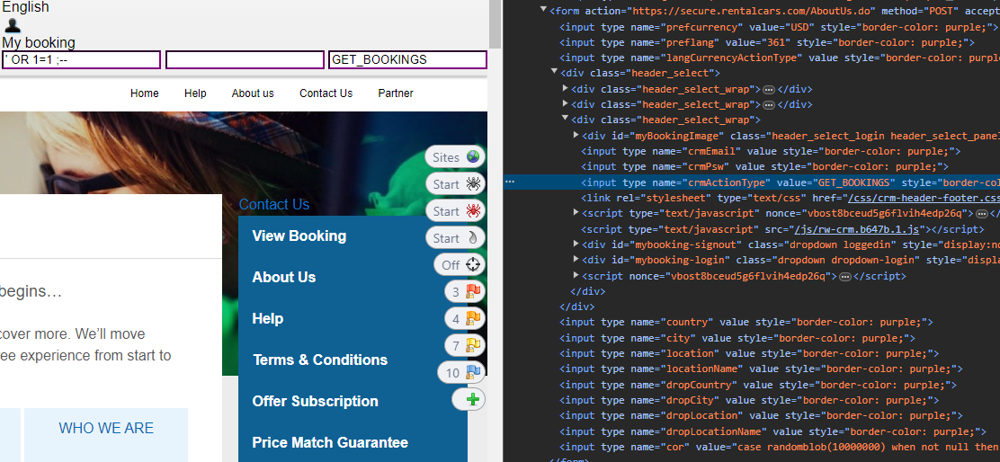 English
My booking
' OR 1=1 ;--
GET_BOOKINGS
Home Help About us Contact Us Partner
Sites
Start
Start
Start
Off
3
4
7
10
Contact Us
View Booking
About Us
Help
Terms & Conditions
Offer Subscription
Price Match Guarantee
begins…
cover more. We’ll move
ree experience from start to
WHO WE ARE
<form action="https://secure.rentalcars.com/AboutUs.do" method="POST" accept
<input type name="prefcurrency" value="USD" style="border-color: purple;">
<input type name="preflang" value="361" style="border-color: purple;">
<input type name="langCurrencyActionType" value style="border-color: purple;
<div class="header_select">
<div class="header_select_wrap"> ⋯ </div>
<div class="header_select_wrap"> ⋯ </div>
<div class="header_select_wrap">
<div id="myBookingImage" class="header_select_login header_select_pane
<input type name="crmEmail" value style="border-color: purple;">
<input type name="crmPsw" value style="border-color: purple;">
⋯ <input type name="crmActionType" value="GET_BOOKINGS" style="border-col
<link rel="stylesheet" type="text/css" href="/css/crm-header-footer.css
<script type="text/javascript" nonce="vbost8bceud5g6flvih4edp26q"> ⋯ </
<script type="text/javascript" src="/js/rw-crm.b647b.1.js"></script>
<div id="mybooking-signout" class="dropdown loggedin" style="display:no
<div id="mybooking-login" class="dropdown dropdown-login" style="displa
<script nonce="vbost8bceud5g6flvih4edp26q"> ⋯ </script>
</div>
</div>
<input type name="country" value style="border-color: purple;">
<input type name="city" value style="border-color: purple;">
<input type name="location" value style="border-color: purple;">
<input type name="locationName" value style="border-color: purple;">
<input type name="dropCountry" value style="border-color: purple;">
<input type name="dropCity" value style="border-color: purple;">
<input type name="dropLocation" value style="border-color: purple;">
<input type name="dropLocationName" value style="border-color: purple;">
<input type name="cor" value="case randomblob(10000000) when not null then
</form>